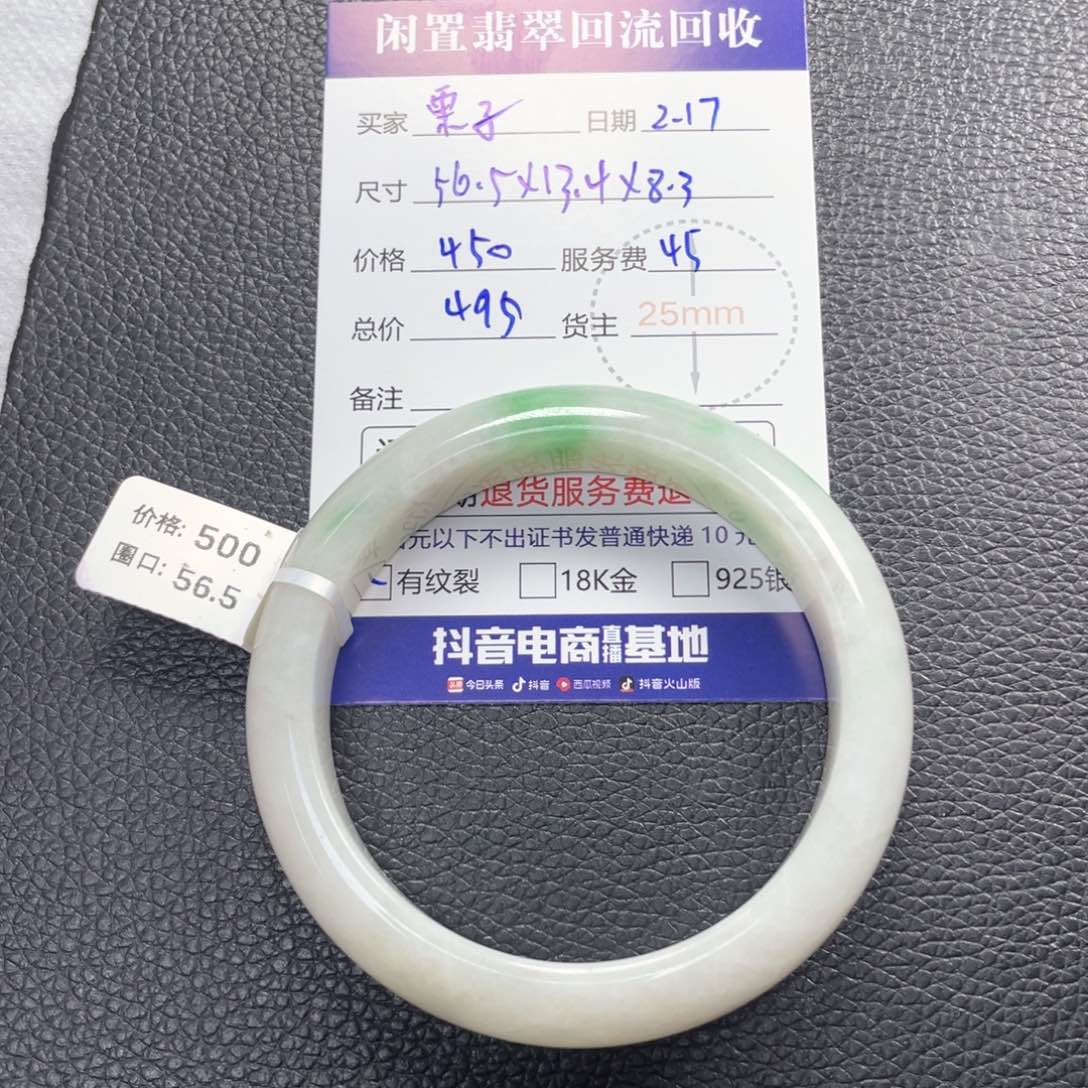 闲置翡翠回流回收
买家 栗子 日期 2-17
尺寸 56.5X13.4X8.3
价格 450 服务费 45
总价 495 货主
25mm
备注
退货服务费退
元以下不出证书发普通快递 10 元
价格: 500
圈口: 56.5
有纹裂 18K金 925银
抖音电商直播基地
头条 今日头条 抖音 西瓜视频 抖音火山版